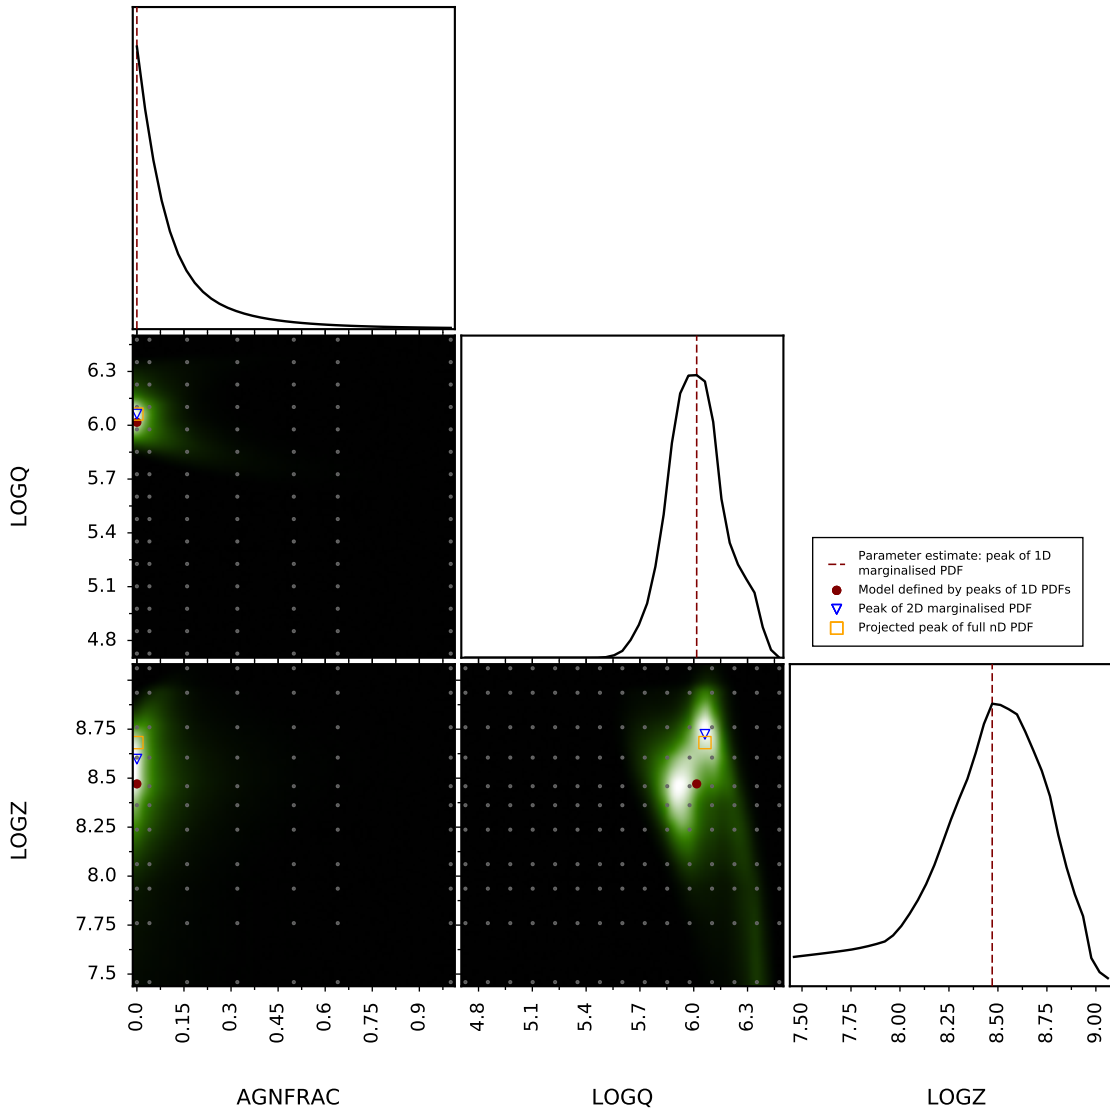 6.3
6.0
5.7
5.4
5.1
4.8
LOGQ
Parameter estimate: peak of 1D
marginalised PDF
Model defined by peaks of 1D PDFs
Peak of 2D marginalised PDF
Projected peak of full nD PDF
8.75
8.5
8.25
8.0
7.75
7.5
LOGZ
0.0 0.15 0.3 0.45 0.6 0.75 0.9
4.8 5.1 5.4 5.7 6.0 6.3
7.50 7.75 8.00 8.25 8.50 8.75 9.00
AGNFRAC
LOGQ
LOGZ